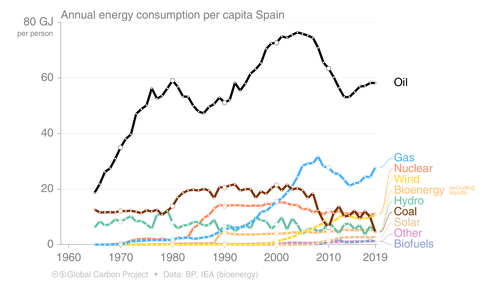 Annual energy consumption per capita Spain
80 GJ
per person
60
40
20
0
Oil
Gas
Nuclear
Wind
Bioenergy excluding liquids
Hydro
Coal
Solar
Other
Biofuels
1960 1970 1980 1990 2000 2010 2019
Global Carbon Project • Data: BP, IEA (bioenergy)